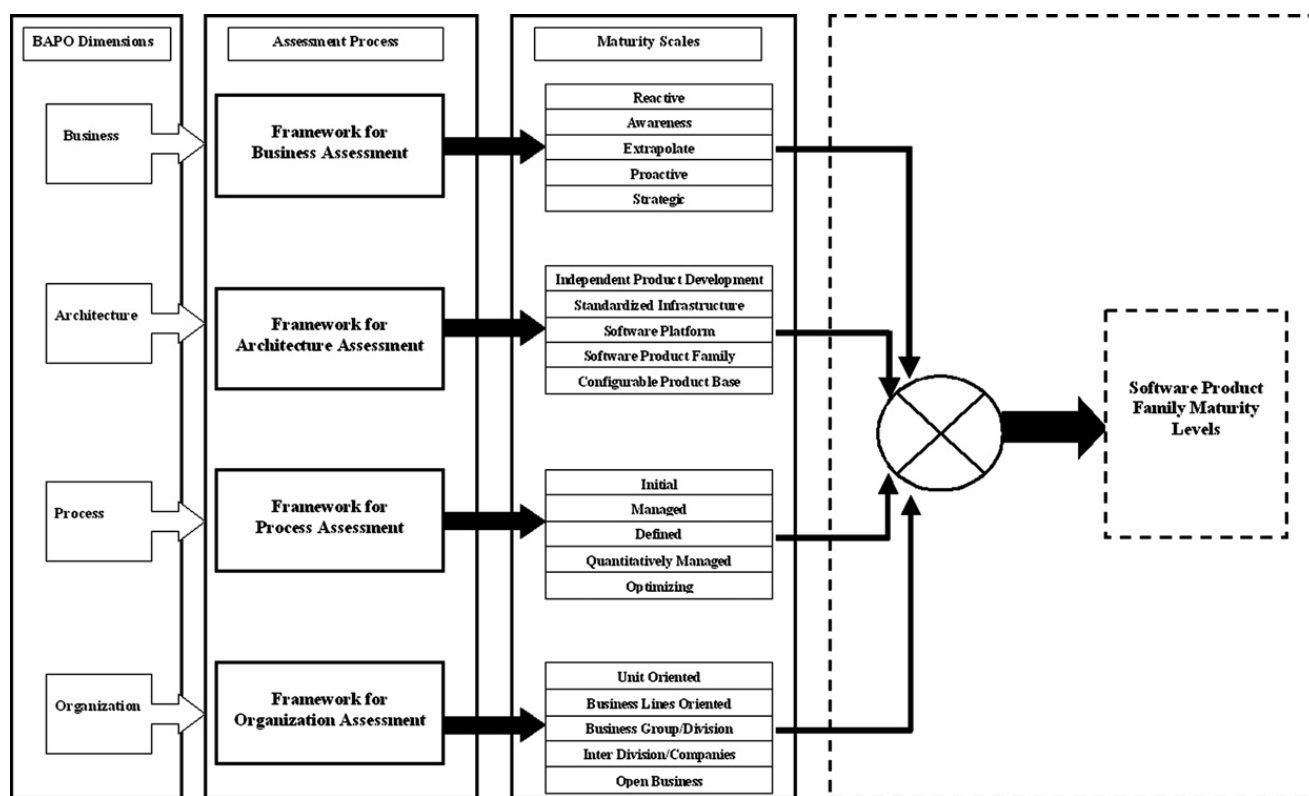 BAPO Dimensions
Assessment Process
Maturity Scales
Business
Framework for
Business Assessment
Reactive
Awareness
Extrapolate
Proactive
Strategic
Architecture
Framework for
Architecture Assessment
Independent Product Development
Standardized Infrastructure
Software Platform
Software Product Family
Configurable Product Base
Software Product
Family Maturity
Levels
Process
Framework for
Process Assessment
Initial
Managed
Defined
Quantitatively Managed
Optimizing
Organization
Framework for
Organization Assessment
Unit Oriented
Business Lines Oriented
Business Group/Division
Inter Division/Companies
Open Business